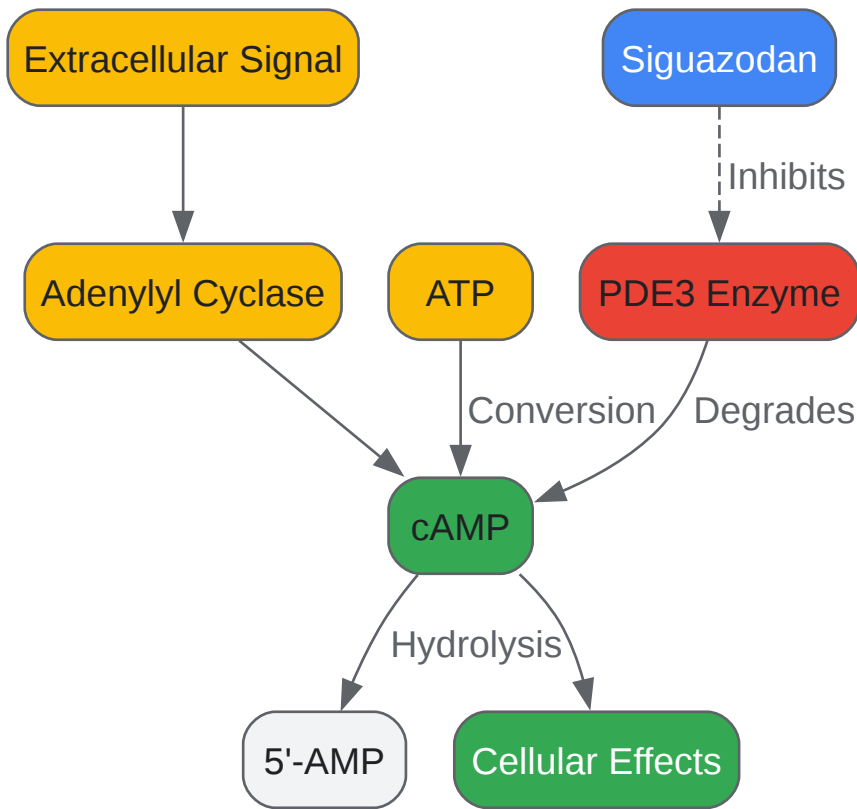 Extracellular Signal
Siguazodan
Inhibits
Adenylyl Cyclase
ATP
PDE3 Enzyme
Conversion
Degrades
cAMP
Hydrolysis
5'-AMP
Cellular Effects